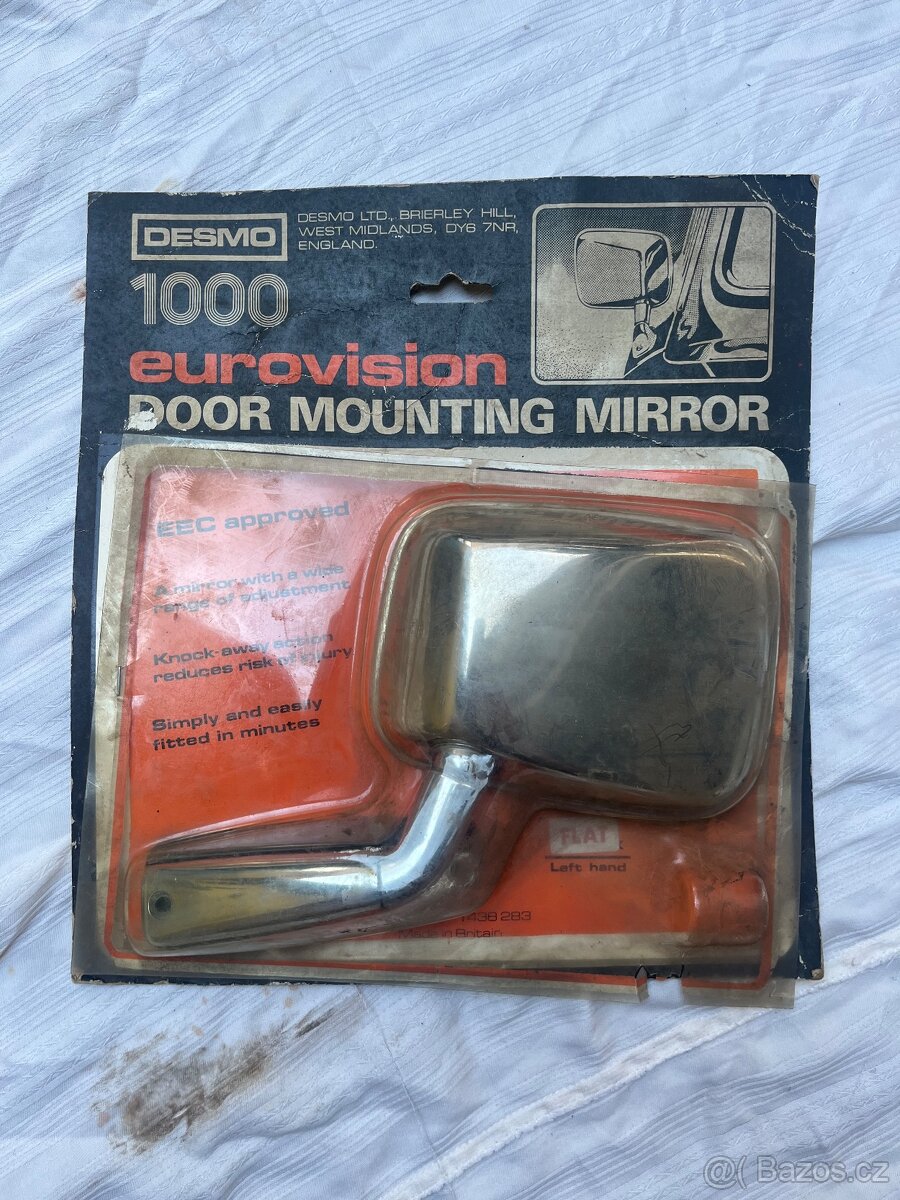 DESMO
DESMO LTD., BRIERLEY HILL,
WEST MIDLANDS, DY6 7NR,
ENGLAND.
1000
eurovision
DOOR MOUNTING MIRROR
EEC approved
A mirror with a wide
range of adjustment
Knock-away action
reduces risk of injury
Simply and easily
fitted in minutes
FLAT
Left hand
438 283
Made in Britain
@( Bazos.cz